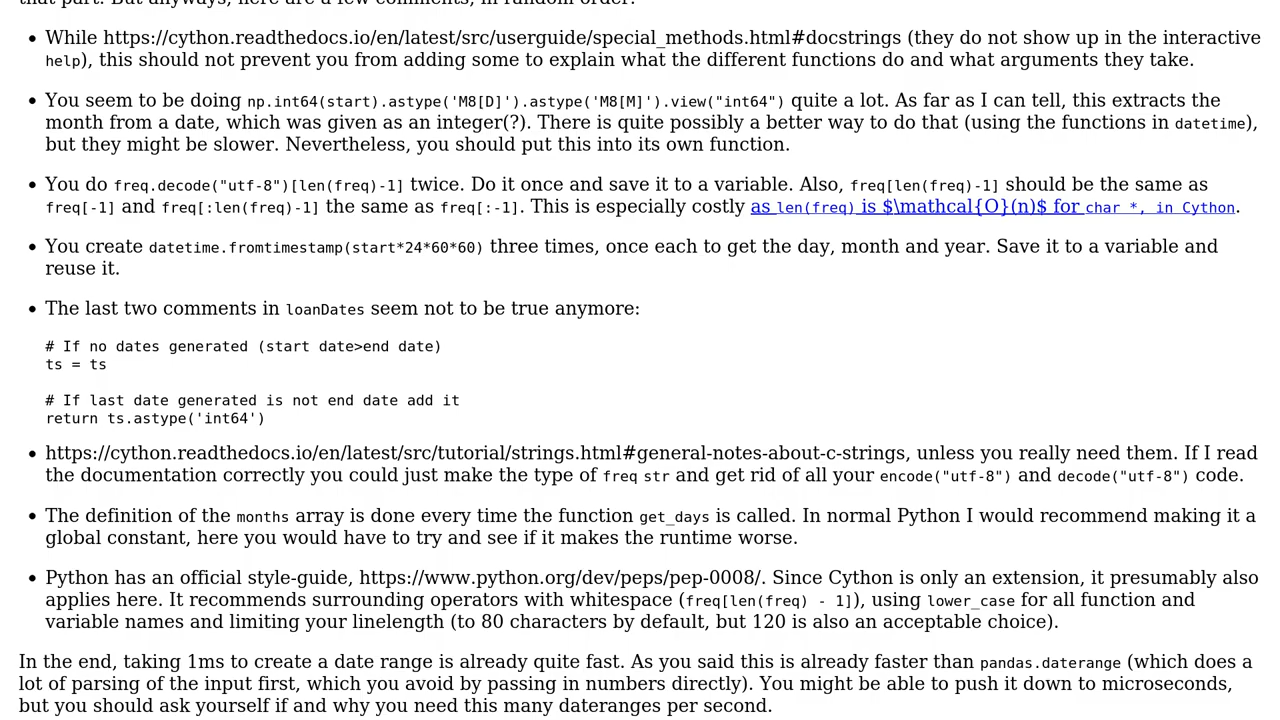 that part. But anyways, here are a few comments, in random order:
• While https://cython.readthedocs.io/en/latest/src/userguide/special_methods.html#docstrings (they do not show up in the interactive
help), this should not prevent you from adding some to explain what the different functions do and what arguments they take.
• You seem to be doing np.int64(start).astype('M8[D]').astype('M8[M]').view("int64") quite a lot. As far as I can tell, this extracts the
month from a date, which was given as an integer(?). There is quite possibly a better way to do that (using the functions in datetime),
but they might be slower. Nevertheless, you should put this into its own function.
• You do freq.decode("utf-8")[len(freq)-1] twice. Do it once and save it to a variable. Also, freq[len(freq)-1] should be the same as
freq[-1] and freq[:len(freq)-1] the same as freq[:-1]. This is especially costly as len(freq) is $\mathcal{O}(n)$ for char *, in Cython.
• You create datetime.fromtimestamp(start*24*60*60) three times, once each to get the day, month and year. Save it to a variable and
reuse it.
• The last two comments in loanDates seem not to be true anymore:
# If no dates generated (start date>end date)
ts = ts
# If last date generated is not end date add it
return ts.astype('int64')
• https://cython.readthedocs.io/en/latest/src/tutorial/strings.html#general-notes-about-c-strings, unless you really need them. If I read
the documentation correctly you could just make the type of freq str and get rid of all your encode("utf-8") and decode("utf-8") code.
• The definition of the months array is done every time the function get_days is called. In normal Python I would recommend making it a
global constant, here you would have to try and see if it makes the runtime worse.
• Python has an official style-guide, https://www.python.org/dev/peps/pep-0008/. Since Cython is only an extension, it presumably also
applies here. It recommends surrounding operators with whitespace (freq[len(freq) - 1]), using lower_case for all function and
variable names and limiting your linelength (to 80 characters by default, but 120 is also an acceptable choice).
In the end, taking 1ms to create a date range is already quite fast. As you said this is already faster than pandas.daterange (which does a
lot of parsing of the input first, which you avoid by passing in numbers directly). You might be able to push it down to microseconds,
but you should ask yourself if and why you need this many dateranges per second.